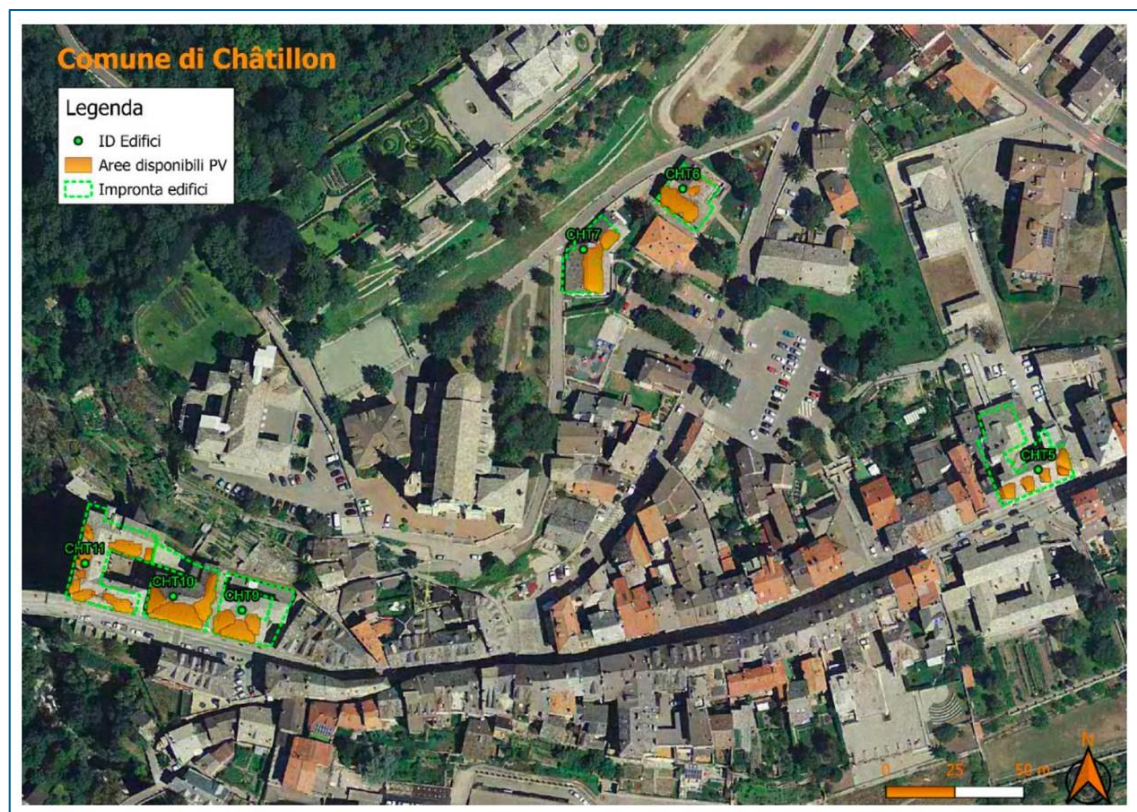 Comune di Châtillon
Legenda
ID Edifici
Aree disponibili PV
Impronta edifici
CHT6
CHT7
CHT5
CHT11
CHT10
CHT9
N
0 25 50 m